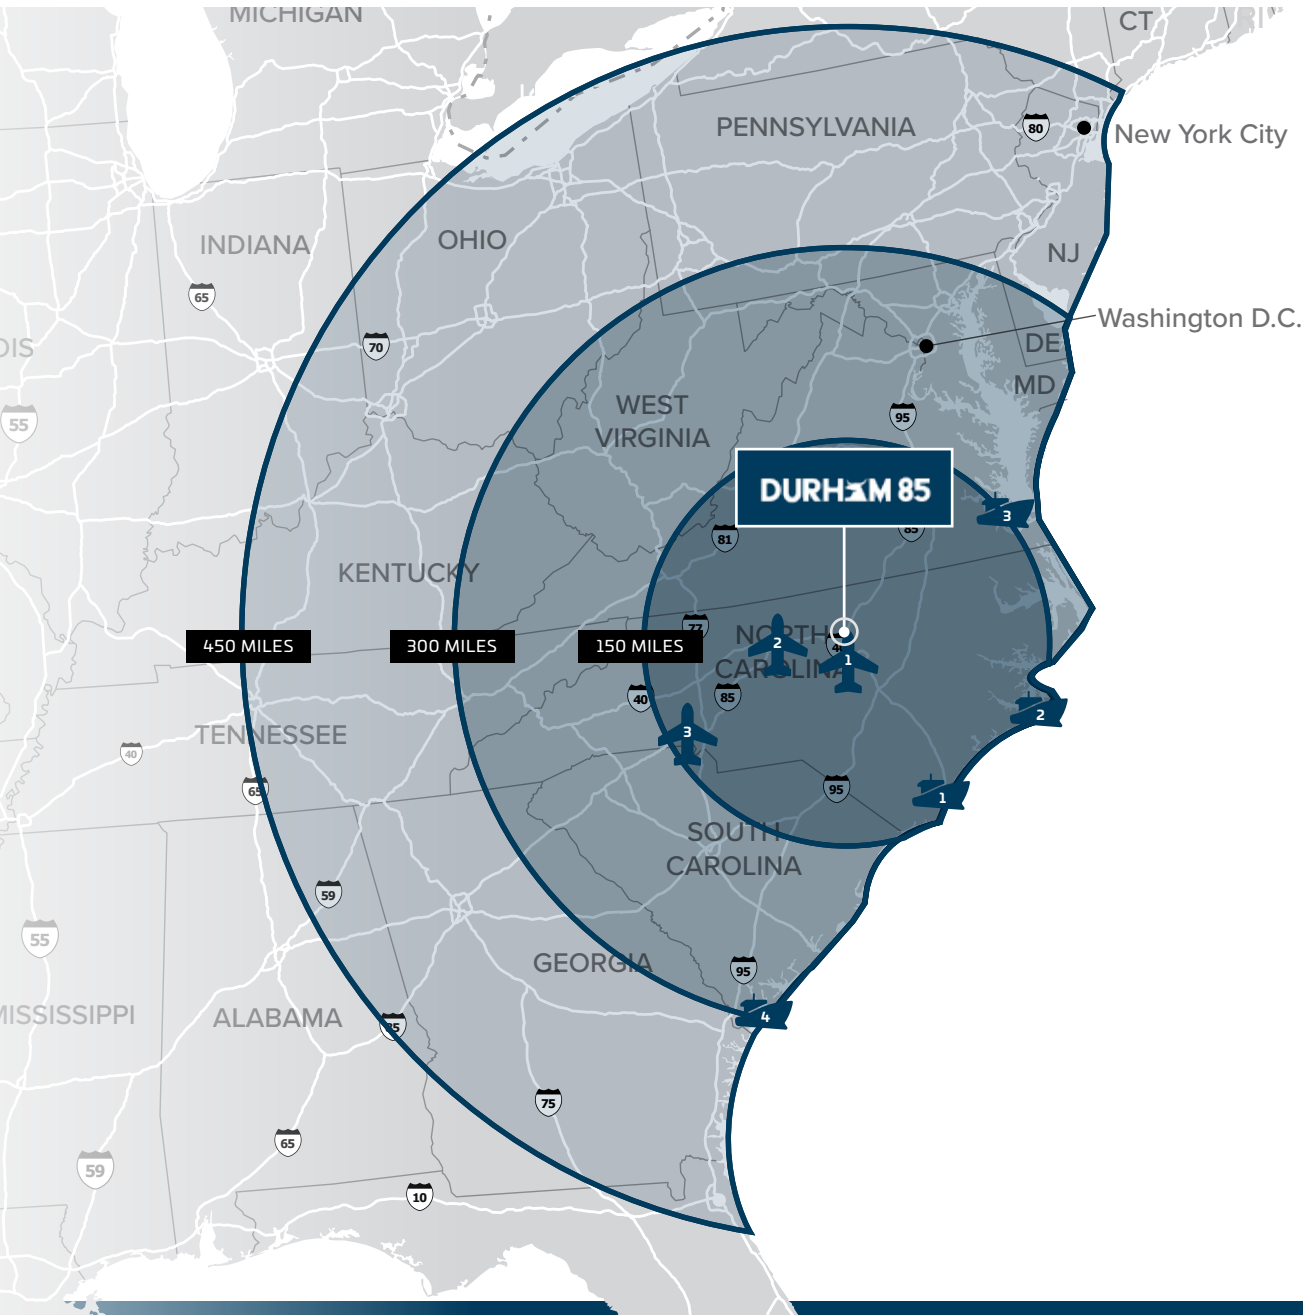 MICHIGAN
CT
PENNSYLVANIA
80
New York City
INDIANA
OHIO
NJ
65
Washington D.C.
70
DE
OIS
MD
WEST
VIRGINIA
95
55
DURHAM 85
3
85
81
KENTUCKY
77
NORTH
CAROLINA
2
1
450 MILES
300 MILES
150 MILES
40
85
2
3
TENNESSEE
40
65
95
1
SOUTH
CAROLINA
59
55
GEORGIA
95
MISSISSIPPI
ALABAMA
4
75
65
59
10